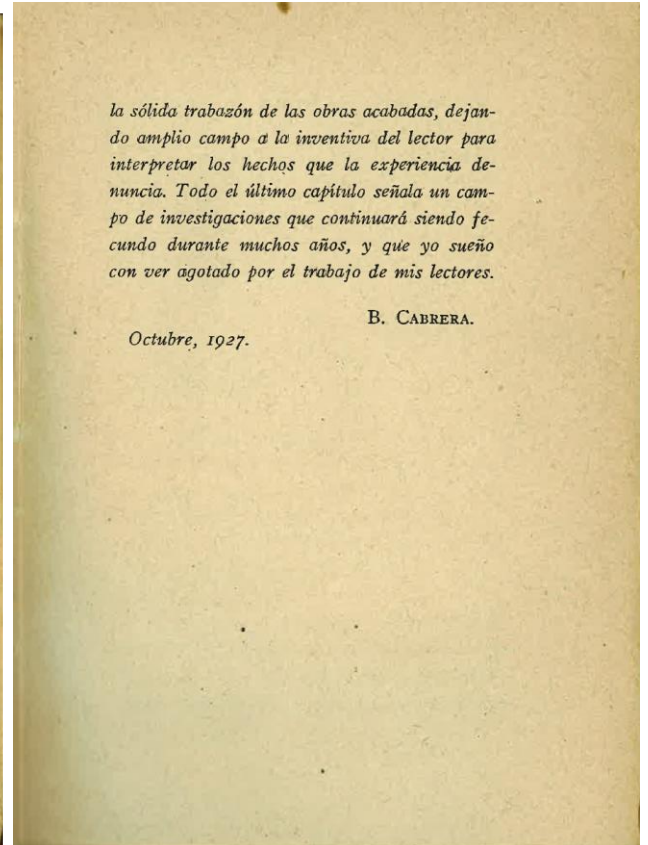 la sólida trabazón de las obras acabadas, dejan-
do amplio campo a la inventiva del lector para
interpretar los hechos que la experiencia de-
nuncia. Todo el último capítulo señala un cam-
po de investigaciones que continuará siendo fe-
cundo durante muchos años, y que yo sueño
con ver agotado por el trabajo de mis lectores.
B. CABRERA.
Octubre, 1927.